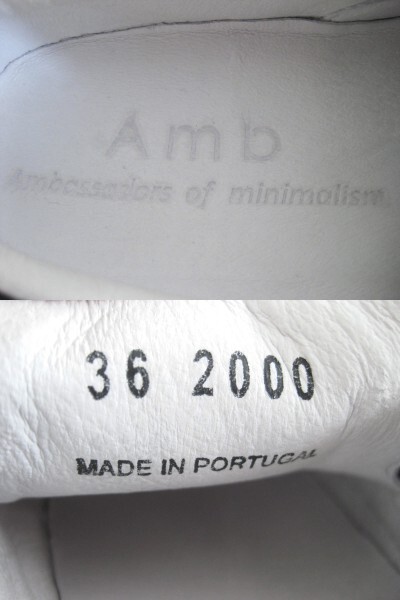 Amb
Ambassadors of minimalism.
36 2000
MADE IN PORTUGAL